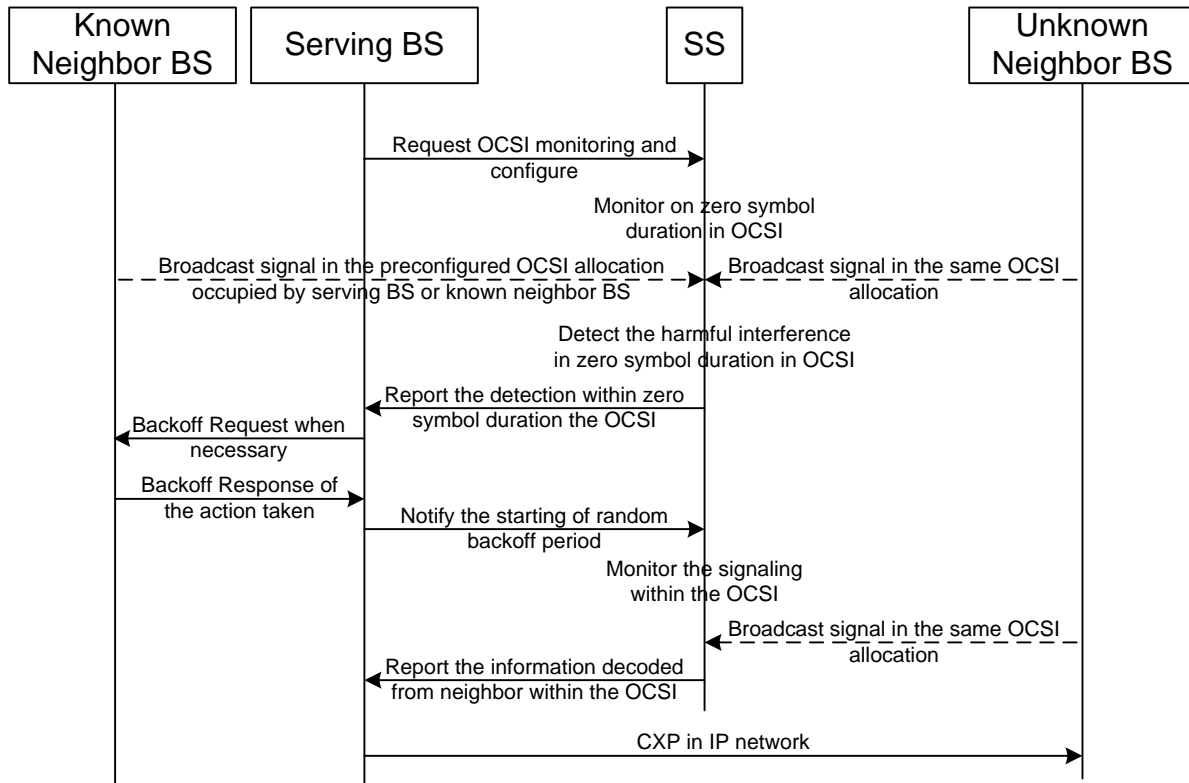 Known
Neighbor BS
Serving BS
SS
Unknown
Neighbor BS
Request OCSI monitoring and
configure
Monitor on zero symbol
duration in OCSI
Broadcast signal in the preconfigured OCSI allocation
occupied by serving BS or known neighbor BS
Broadcast signal in the same OCSI
allocation
Detect the harmful interference
in zero symbol duration in OCSI
Report the detection within zero
symbol duration the OCSI
Backoff Request when
necessary
Backoff Response of
the action taken
Notify the starting of random
backoff period
Monitor the signaling
within the OCSI
Broadcast signal in the same OCSI
allocation
Report the information decoded
from neighbor within the OCSI
CXP in IP network